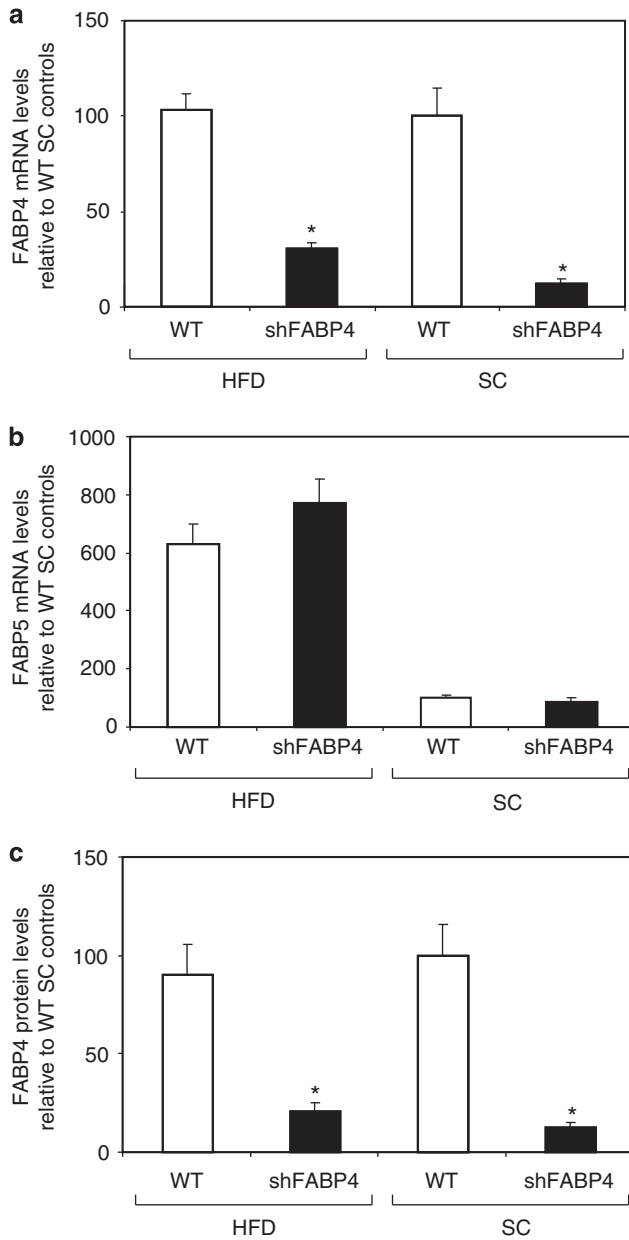 a
FABP4 mRNA levels
relative to WT SC controls
150
100
50
0
*
*
WT
shFABP4
WT
shFABP4
HFD
SC
b
FABP5 mRNA levels
relative to WT SC controls
1000
800
600
400
200
0
WT
shFABP4
WT
shFABP4
HFD
SC
c
FABP4 protein levels
relative to WT SC controls
150
100
50
0
*
*
WT
shFABP4
WT
shFABP4
HFD
SC